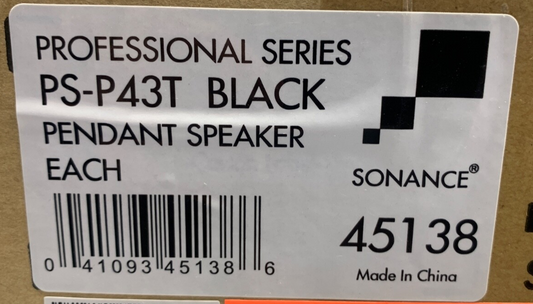 PROFESSIONAL SERIES
PS-P43T BLACK
PENDANT SPEAKER
EACH
SONANCE®
45138
Made In China
0 41093 45138 6